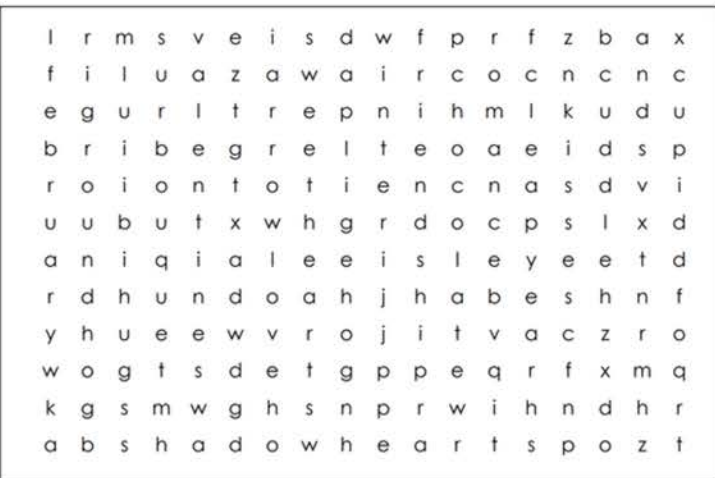 l r m s v e i s d w f p r f z b a x
f i l u a z a w a i r c o c n c n c
e g u r l t r e p n i h m l k u d u
b r i b e g r e l t e o a e i d s p
r o i o n t o t i e n c n a s d v i
u u b u t x w h g r d o c p s l x d
a n i q i a l e e i s l e y e e t d
r d h u n d o a h j h a b e s h n f
y h u e e w v r o j i t v a c z r o
w o g t s d e t g p p e q r f x m q
k g s m w g h s n p r w i h n d h r
a b s h a d o w h e a r t s p o z t